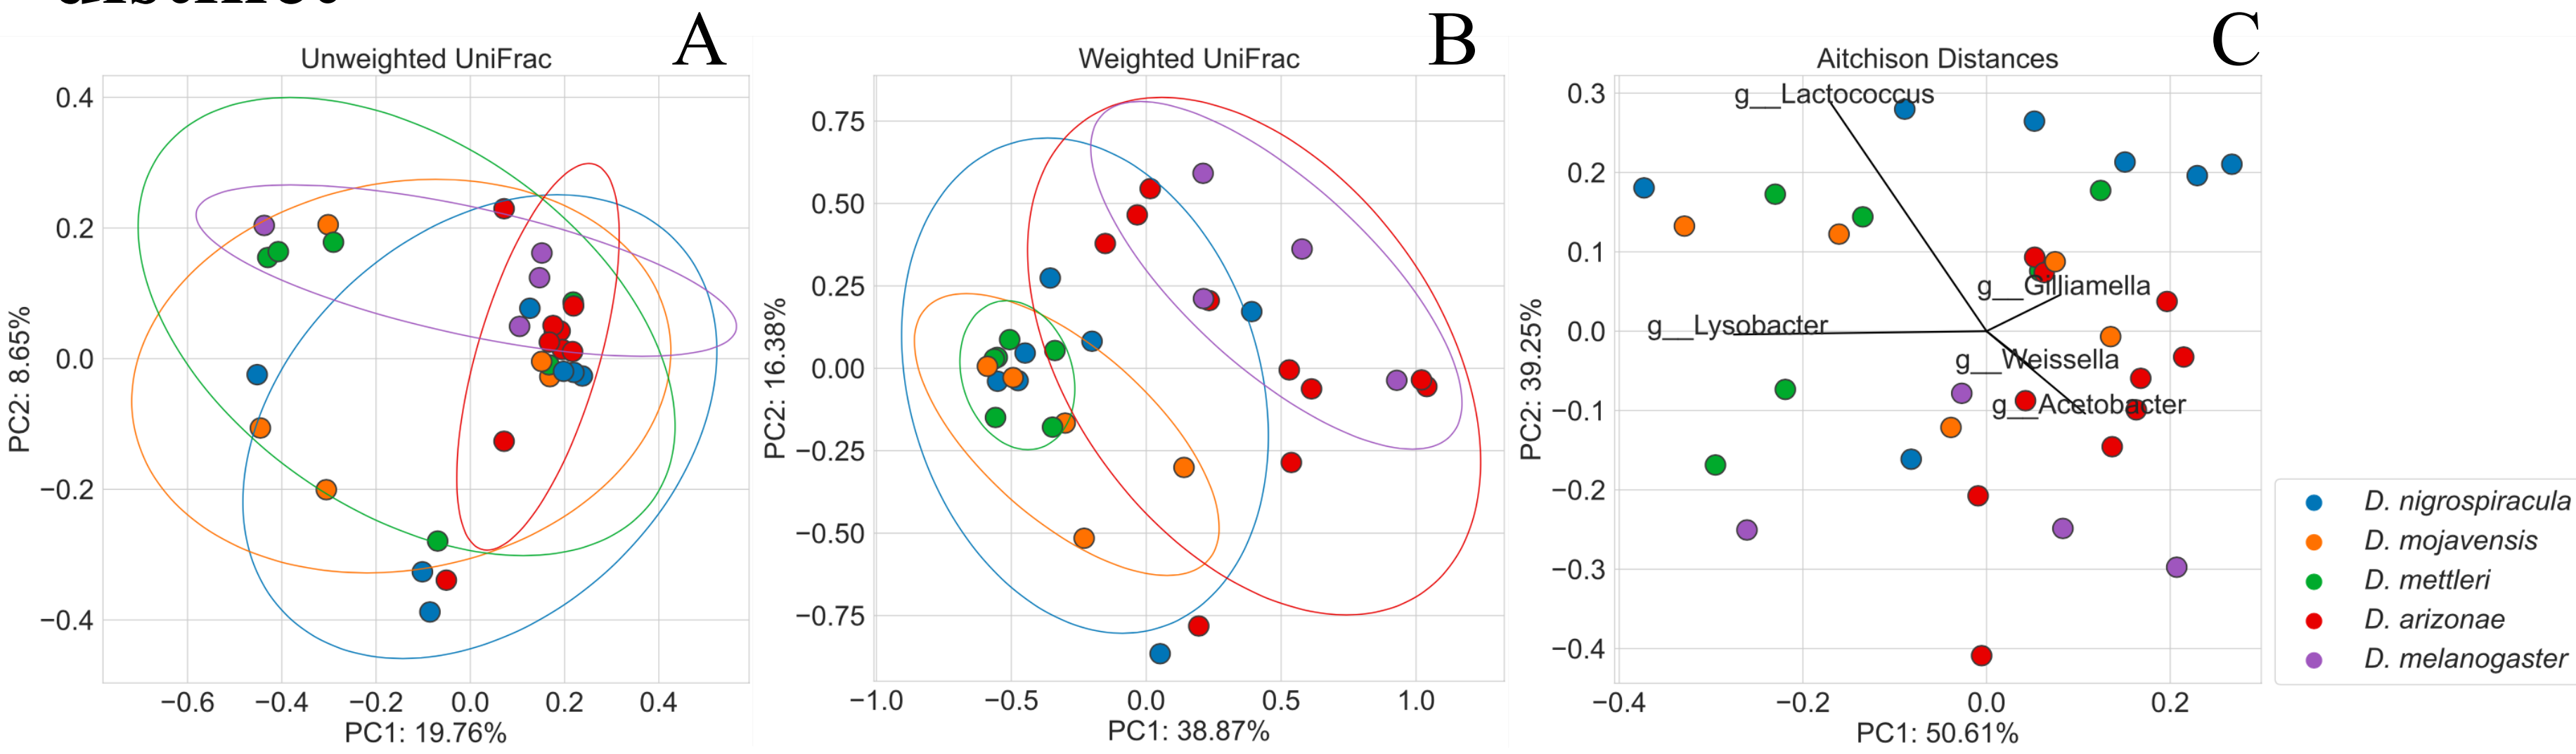 A
B
C
Unweighted UniFrac
Weighted UniFrac
Aitchison Distances
0.4
0.2
0.0
−0.2
−0.4
PC2: 8.65%
−0.6
−0.4
−0.2
0.0
0.2
0.4
PC1: 19.76%
0.75
0.50
0.25
0.00
−0.25
−0.50
−0.75
PC2: 16.38%
−1.0
−0.5
0.0
0.5
1.0
PC1: 38.87%
0.3
0.2
0.1
0.0
−0.1
−0.2
−0.3
−0.4
PC2: 39.25%
g__Lactococcus
g__Gilliamella
g__Lysobacter
g__Weissella
g__Acetobacter
−0.4
−0.2
0.0
0.2
PC1: 50.61%
D. nigrospiracula
D. mojavensis
D. mettleri
D. arizonae
D. melanogaster